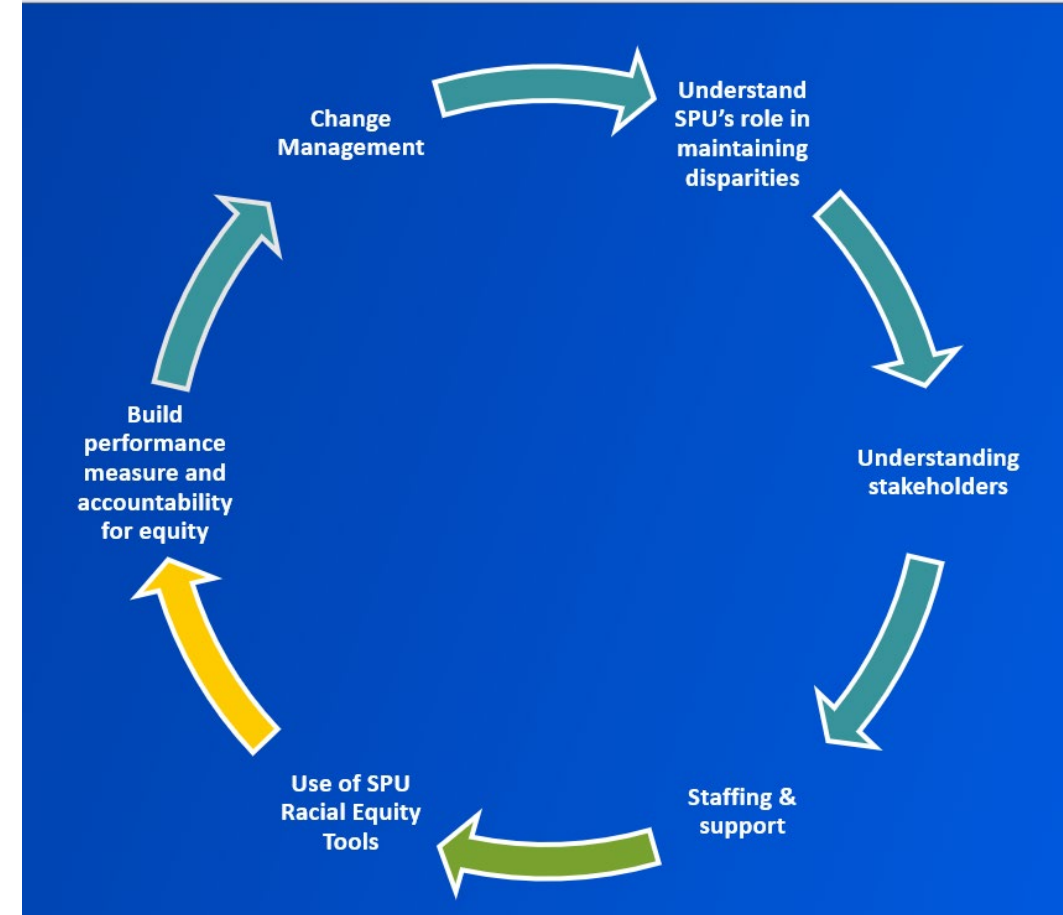 Change
Management
Understand
SPU’s role in
maintaining
disparities
Understanding
stakeholders
Staffing &
support
Use of SPU
Racial Equity
Tools
Build
performance
measure and
accountability
for equity